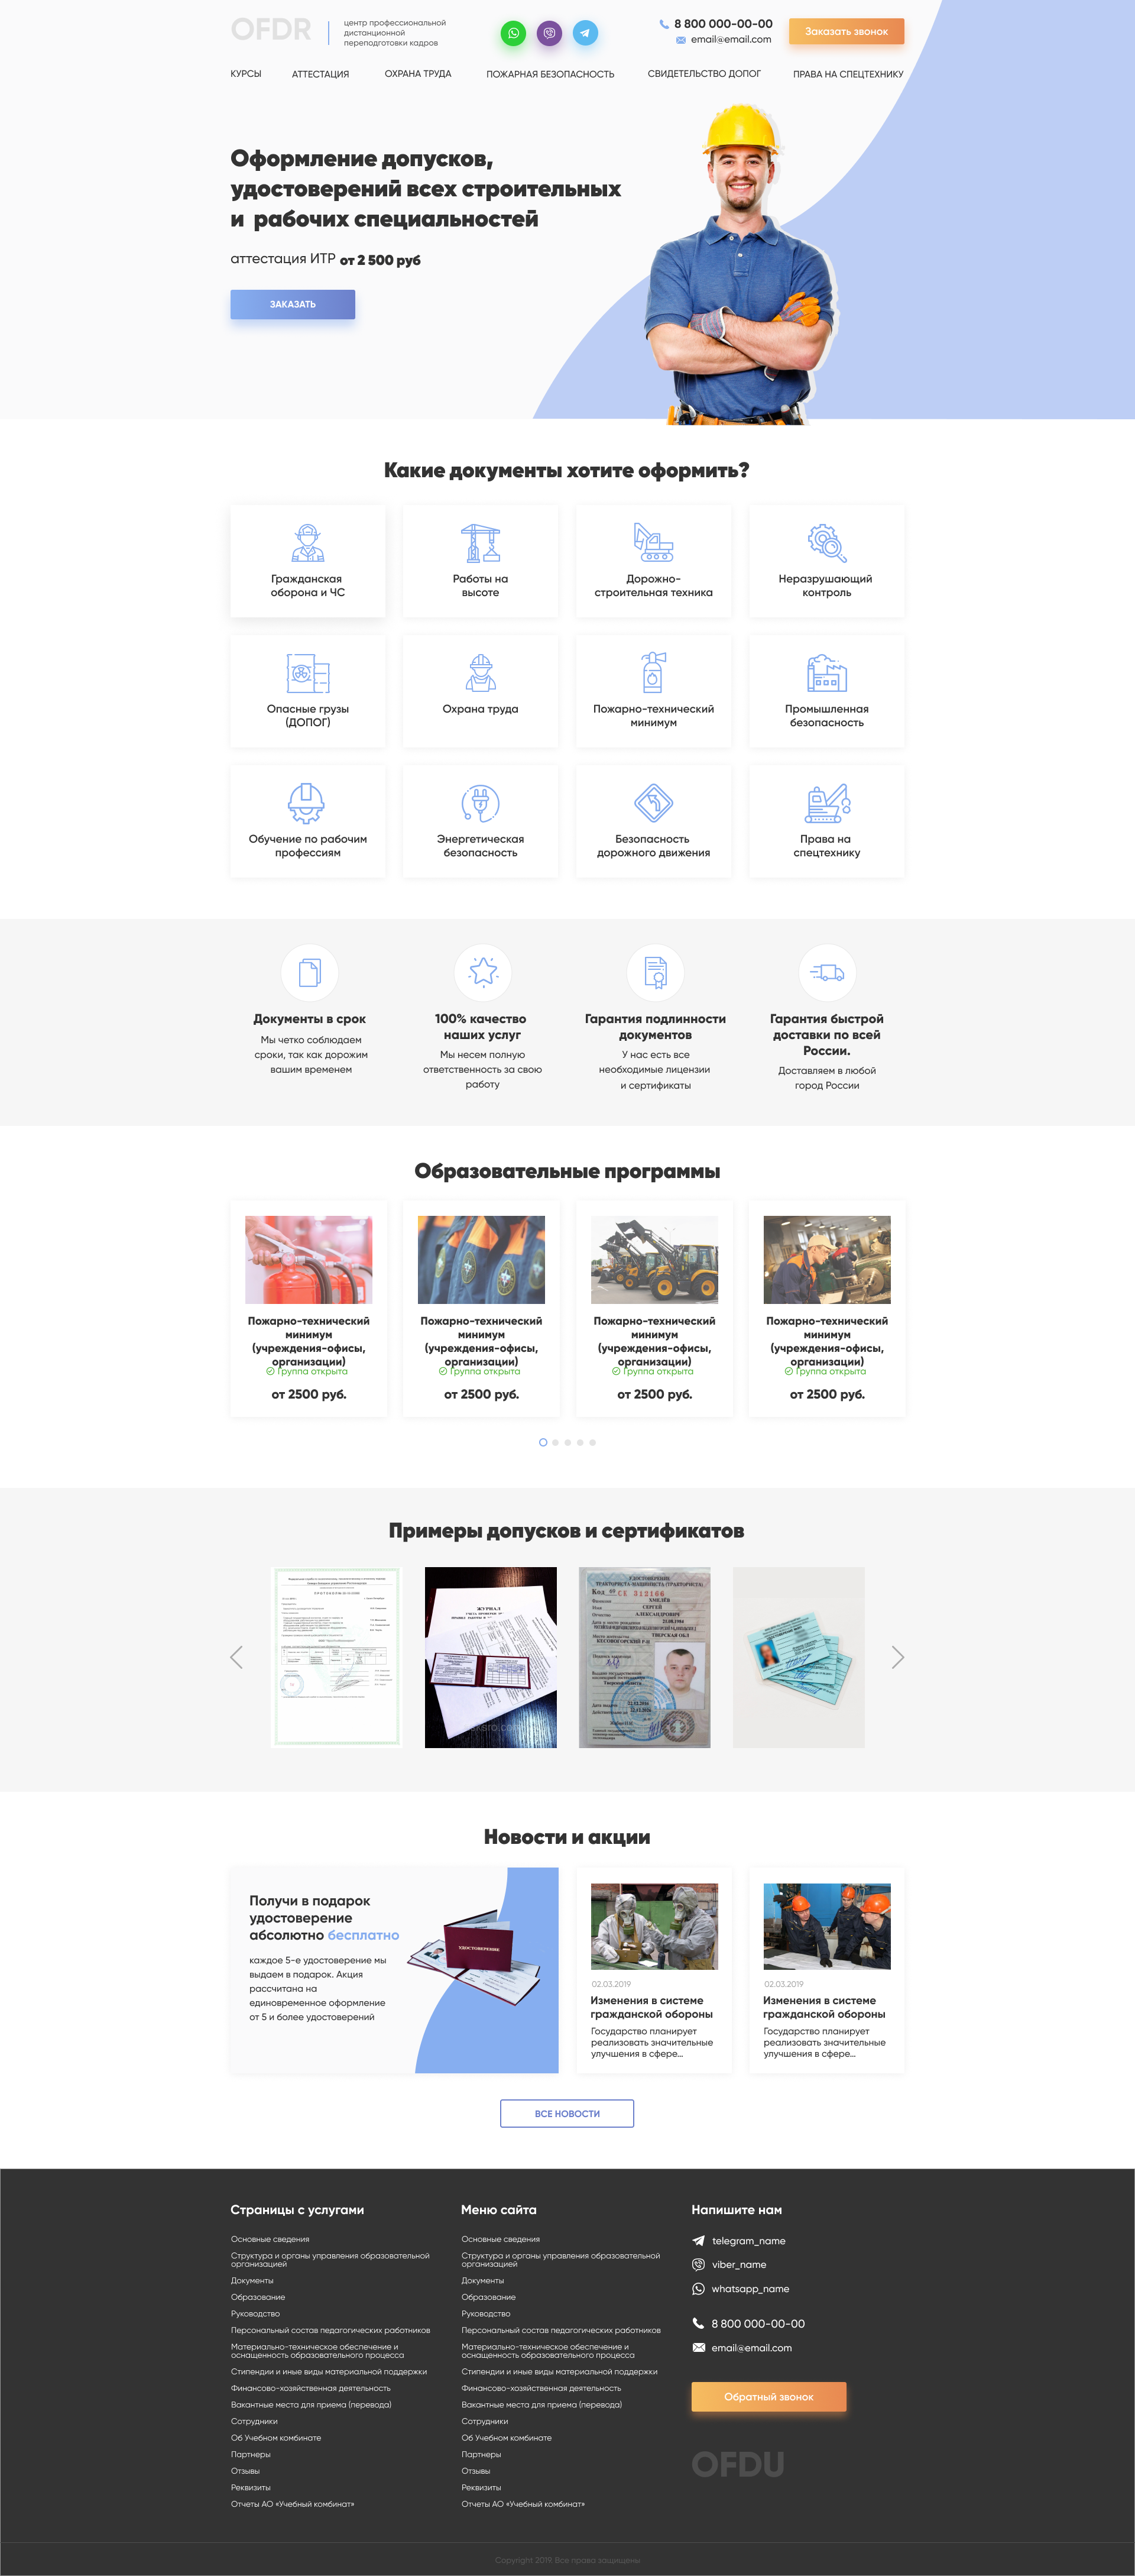 OFDR
центр профессиональной
дистанционной
переподготовки кадров
8 800 000-00-00
email@email.com
Заказать звонок
КУРСЫ
АТТЕСТАЦИЯ
ОХРАНА ТРУДА
ПОЖАРНАЯ БЕЗОПАСНОСТЬ
СВИДЕТЕЛЬСТВО ДОПОГ
ПРАВА НА СПЕЦТЕХНИКУ
Оформление допусков,
удостоверений всех строительных
и рабочих специальностей
аттестация ИТР от 2 500 руб
ЗАКАЗАТЬ
Какие документы хотите оформить?
Гражданская
оборона и ЧС
Работы на
высоте
Дорожно-
строительная техника
Неразрушающий
контроль
Опасные грузы
(ДОПОГ)
Охрана труда
Пожарно-технический
минимум
Промышленная
безопасность
Обучение по рабочим
профессиям
Энергетическая
безопасность
Безопасность
дорожного движения
Права на
спецтехнику
Документы в срок
Мы четко соблюдаем
сроки, так как дорожим
вашим временем
100% качество
наших услуг
Мы несем полную
ответственность за свою
работу
Гарантия подлинности
документов
У нас есть все
необходимые лицензии
и сертификаты
Гарантия быстрой
доставки по всей
России.
Доставляем в любой
город России
Образовательные программы
Пожарно-технический
минимум
(учреждения-офисы,
организации)
Группа открыта
от 2500 руб.
Пожарно-технический
минимум
(учреждения-офисы,
организации)
Группа открыта
от 2500 руб.
Пожарно-технический
минимум
(учреждения-офисы,
организации)
Группа открыта
от 2500 руб.
Пожарно-технический
минимум
(учреждения-офисы,
организации)
Группа открыта
от 2500 руб.
Примеры допусков и сертификатов
ЖУРНАЛ
УДОСТОВЕРЕНИЕ
ТРАКТОРИСТА-МАШИНИСТА (ТРАКТОРИСТА)
Код СЕ 312166
ХМЕЛЁВ
СЕРГЕЙ
АЛЕКСАНДРОВИЧ
ТВЕРСКАЯ ОБЛ
КЕСОВОГОРСКИЙ Р-Н
Новости и акции
Получи в подарок
удостоверение
абсолютно бесплатно
каждое 5-е удостоверение мы
выдаем в подарок. Акция
рассчитана на
единовременное оформление
от 5 и более удостоверений
УДОСТОВЕРЕНИЕ
02.03.2019
Изменения в системе
гражданской обороны
Государство планирует
реализовать значительные
улучшения в сфере...
02.03.2019
Изменения в системе
гражданской обороны
Государство планирует
реализовать значительные
улучшения в сфере...
ВСЕ НОВОСТИ
Страницы с услугами
Основные сведения
Структура и органы управления образовательной
организацией
Документы
Образование
Руководство
Персональный состав педагогических работников
Материально-техническое обеспечение и
оснащенность образовательного процесса
Стипендии и иные виды материальной поддержки
Финансово-хозяйственная деятельность
Вакантные места для приема (перевода)
Сотрудники
Об Учебном комбинате
Партнеры
Отзывы
Реквизиты
Отчеты АО «Учебный комбинат»
Меню сайта
Основные сведения
Структура и органы управления образовательной
организацией
Документы
Образование
Руководство
Персональный состав педагогических работников
Материально-техническое обеспечение и
оснащенность образовательного процесса
Стипендии и иные виды материальной поддержки
Финансово-хозяйственная деятельность
Вакантные места для приема (перевода)
Сотрудники
Об Учебном комбинате
Партнеры
Отзывы
Реквизиты
Отчеты АО «Учебный комбинат»
Напишите нам
telegram_name
viber_name
whatsapp_name
8 800 000-00-00
email@email.com
Обратный звонок
OFDU
Copyright 2019. Все права защищены